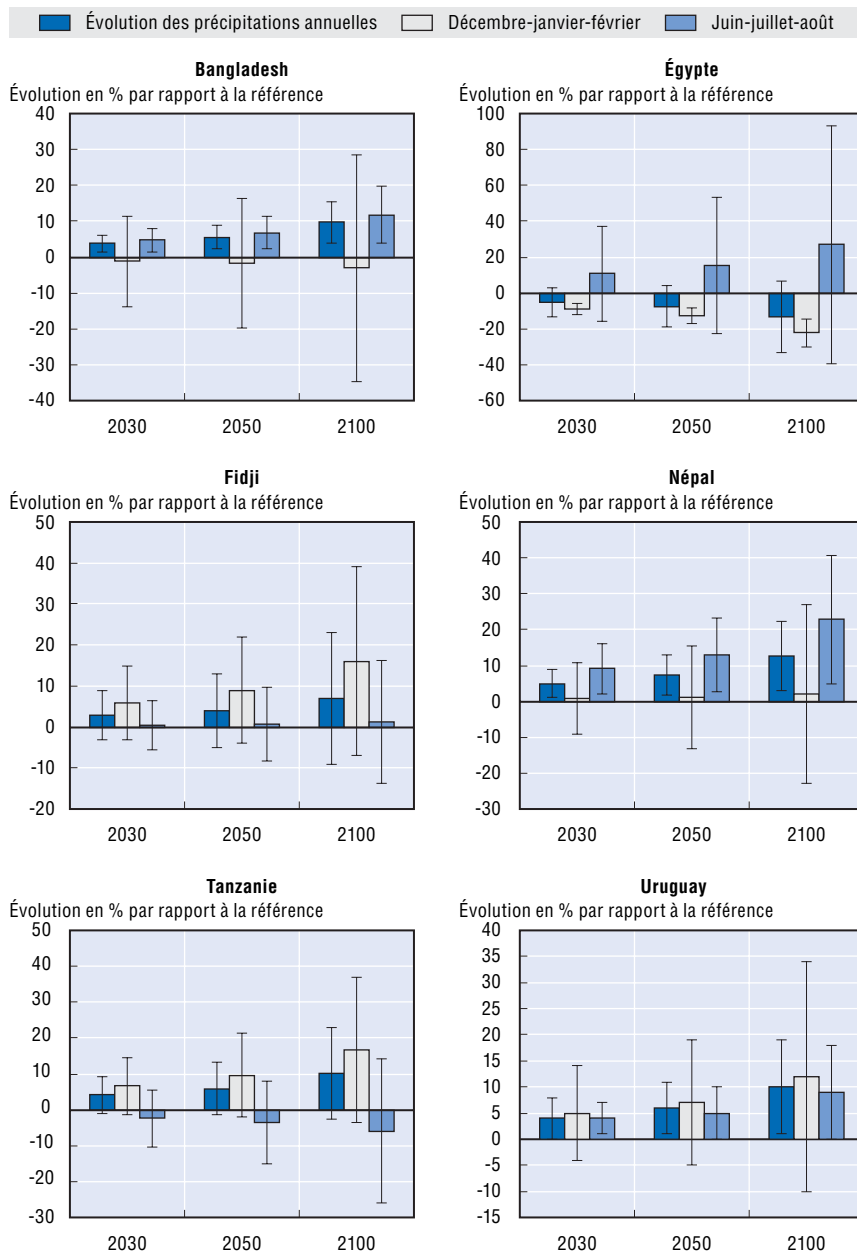 Évolution des précipitations annuelles Décembre-janvier-février Juin-juillet-août
Bangladesh
Évolution en % par rapport à la référence
40
30
20
10
0
-10
-20
-30
-40
2030 2050 2100
Égypte
Évolution en % par rapport à la référence
100
80
60
40
20
0
-20
-40
-60
2030 2050 2100
Fidji
Évolution en % par rapport à la référence
50
40
30
20
10
0
-10
-20
2030 2050 2100
Népal
Évolution en % par rapport à la référence
50
40
30
20
10
0
-10
-20
-30
2030 2050 2100
Tanzanie
Évolution en % par rapport à la référence
50
40
30
20
10
0
-10
-20
-30
2030 2050 2100
Uruguay
Évolution en % par rapport à la référence
40
35
30
25
20
15
10
5
0
-5
-10
-15
2030 2050 2100